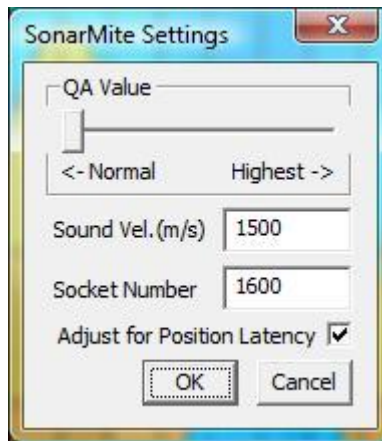 SonarMite Settings
QA Value
<- Normal Highest ->
Sound Vel.(m/s) 1500
Socket Number 1600
Adjust for Position Latency
OK Cancel